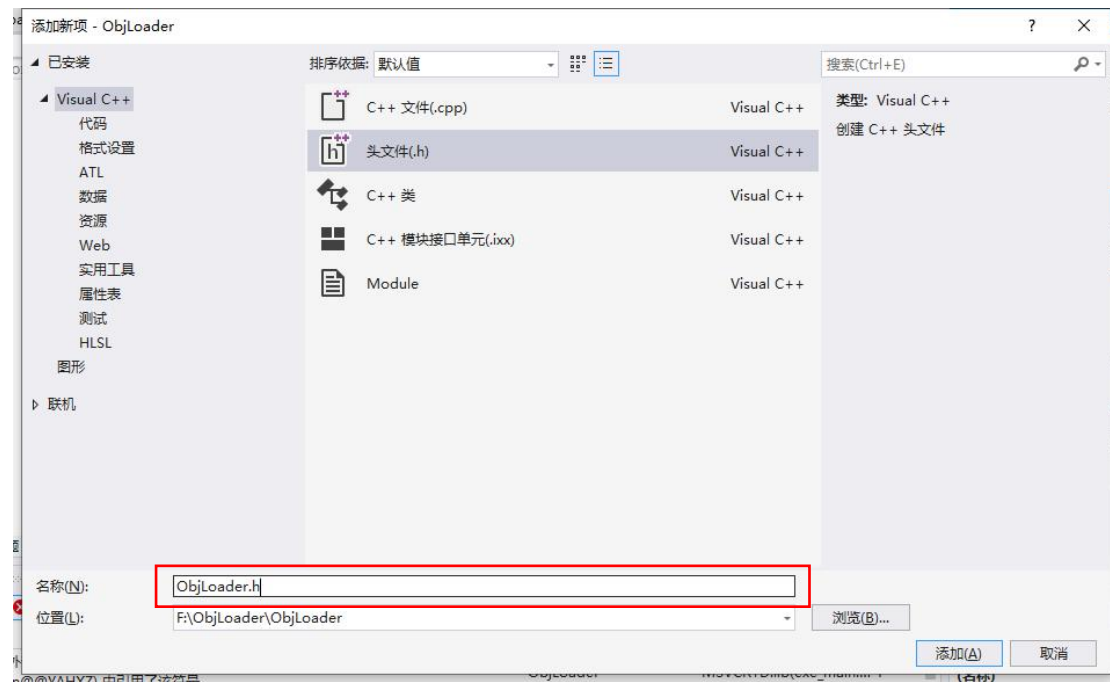 添加新项 - ObjLoader ?
已安装
排序依据: 默认值
搜索(Ctrl+E)
Visual C++
代码
格式设置
ATL
数据
资源
Web
实用工具
属性表
测试
HLSL
图形
联机
C++ 文件(.cpp) Visual C++
头文件(.h) Visual C++
C++ 类 Visual C++
C++ 模块接口单元(.ixx) Visual C++
Module Visual C++
类型: Visual C++
创建 C++ 头文件
名称(N): ObjLoader.h
位置(L): F:\ObjLoader\ObjLoader 浏览(B)...
添加(A) 取消